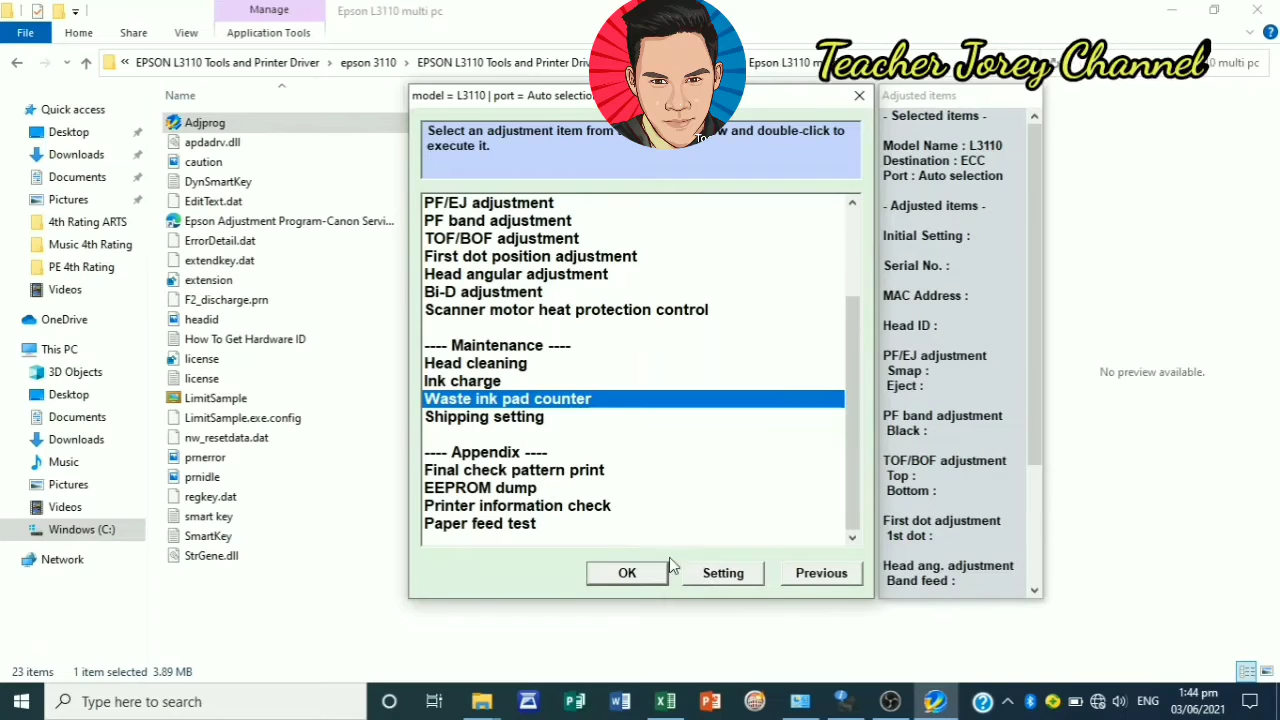 Manage
Epson L3110 multi pc
File
Home
Share
View
Application Tools
Teacher Jorey Channel
« EPSON L3110 Tools and Printer Driver > epson 3110 > EPSON L3110 Tools and Printer
Epson L3110
0 multi pc
Quick access
Desktop
Downloads
Documents
Pictures
4th Rating ARTS
Music 4th Rating
PE 4th Rating
Videos
OneDrive
This PC
3D Objects
Desktop
Documents
Downloads
Music
Pictures
Videos
Windows (C:)
Network
Name
Adjprog
apdadrv.dll
caution
DynSmartKey
EditText.dat
Epson Adjustment Program-Canon Servi...
ErrorDetail.dat
extendkey.dat
extension
F2_discharge.prn
headid
How To Get Hardware ID
license
license
LimitSample
LimitSample.exe.config
nw_resetdata.dat
prnerror
prnidle
regkey.dat
smart key
SmartKey
StrGene.dll
model = L3110 | port = Auto selection
Select an adjustment item from
w and double-click to
execute it.
PF/EJ adjustment
PF band adjustment
TOF/BOF adjustment
First dot position adjustment
Head angular adjustment
Bi-D adjustment
Scanner motor heat protection control
---- Maintenance ----
Head cleaning
Ink charge
Waste ink pad counter
Shipping setting
---- Appendix ----
Final check pattern print
EEPROM dump
Printer information check
Paper feed test
OK
Setting
Previous
Adjusted items
- Selected items -
Model Name : L3110
Destination : ECC
Port : Auto selection
- Adjusted items -
Initial Setting :
Serial No. :
MAC Address :
Head ID :
PF/EJ adjustment
Smap :
Eject :
PF band adjustment
Black :
TOF/BOF adjustment
Top :
Bottom :
First dot adjustment
1st dot :
Head ang. adjustment
Band feed :
No preview available.
23 items
1 item selected 3.89 MB
Type here to search
ENG
1:44 pm
03/06/2021